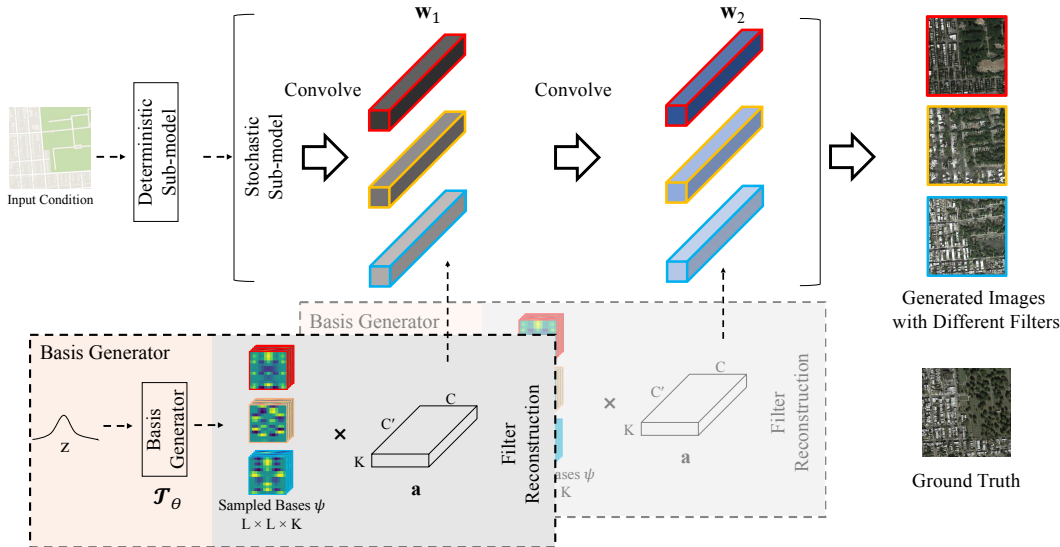 w₁
w₂
Convolve
Convolve
Input Condition
Deterministic
Sub-model
Stochastic
Sub-model
Generated Images
with Different Filters
Basis Generator
Basis Generator
z
Basis
Generator
𝒯_θ
Sampled Bases ψ
L × L × K
×
C′
C
K
a
Filter
Reconstruction
×
C′
C
K
a
ases ψ
K
Filter
Reconstruction
Ground Truth